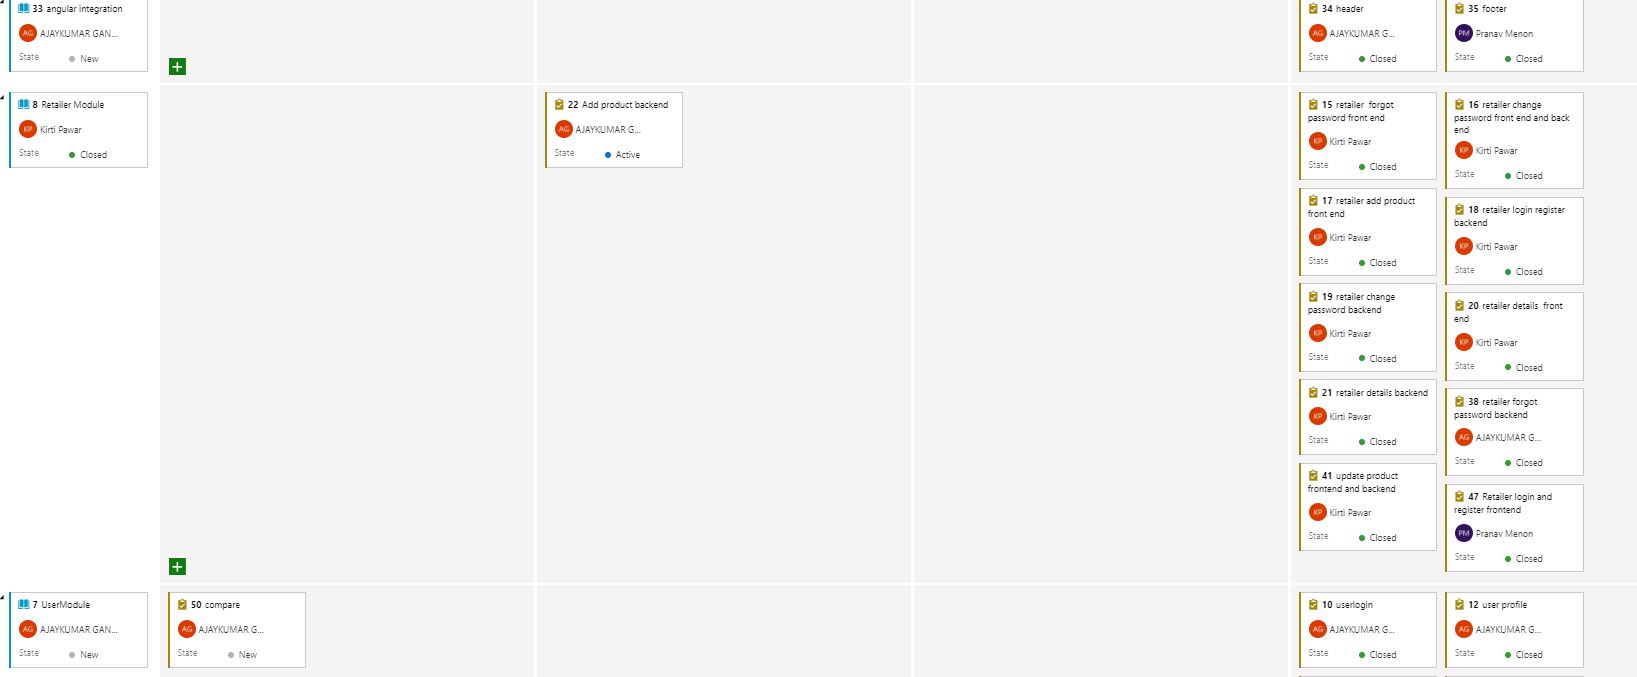 33 angular integration
AG AJAYKUMAR GAN...
State New
34 header
AG AJAYKUMAR G...
State Closed
35 footer
PM Pranav Menon
State Closed
8 Retailer Module
KP Kirti Pawar
State Closed
22 Add product backend
AG AJAYKUMAR G...
State Active
15 retailer forgot
password front end
KP Kirti Pawar
State Closed
16 retailer change
password front end and back
end
KP Kirti Pawar
State Closed
17 retailer add product
front end
KP Kirti Pawar
State Closed
18 retailer login register
backend
KP Kirti Pawar
State Closed
19 retailer change
password backend
KP Kirti Pawar
State Closed
20 retailer details front
end
KP Kirti Pawar
State Closed
21 retailer details backend
KP Kirti Pawar
State Closed
38 retailer forgot
password backend
AG AJAYKUMAR G...
State Closed
41 update product
frontend and backend
KP Kirti Pawar
State Closed
47 Retailer login and
register frontend
PM Pranav Menon
State Closed
7 UserModule
AG AJAYKUMAR GAN...
State New
50 compare
AG AJAYKUMAR G...
State New
10 userlogin
AG AJAYKUMAR G...
State Closed
12 user profile
AG AJAYKUMAR G...
State Closed